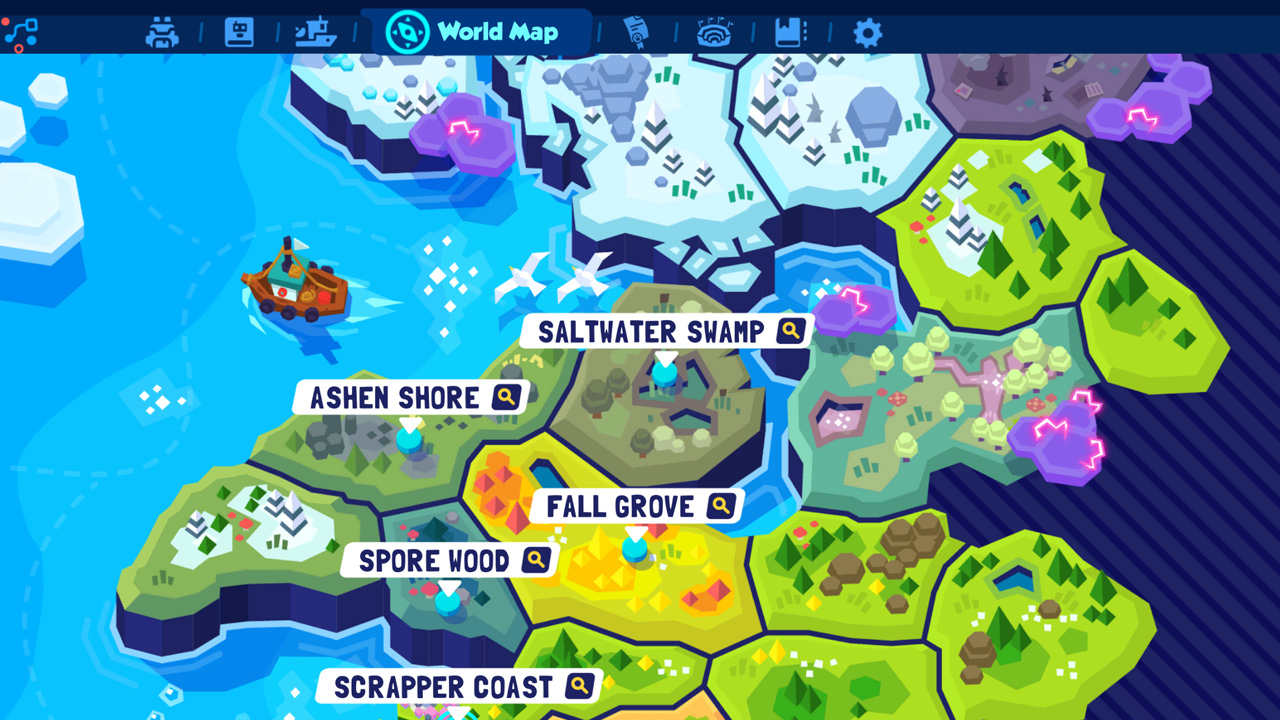 World Map
SALTWATER SWAMP
ASHEN SHORE
FALL GROVE
SPORE WOOD
SCRAPPER COAST